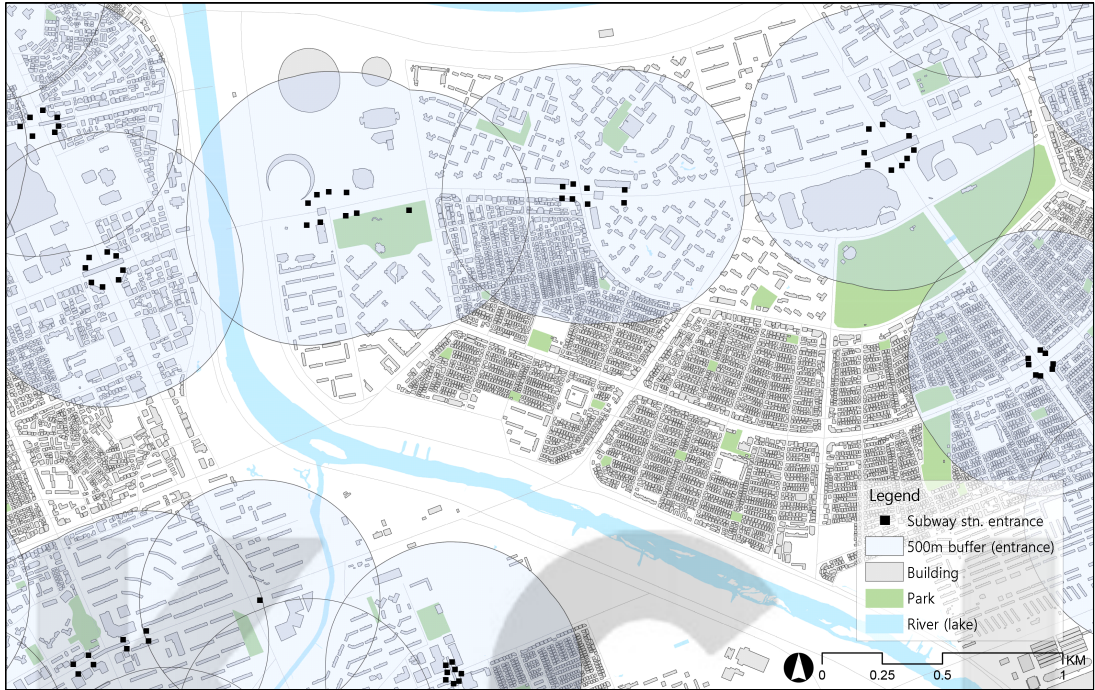 Legend
Subway stn. entrance
500m buffer (entrance)
Building
Park
River (lake)
KM
0 0.25 0.5 1